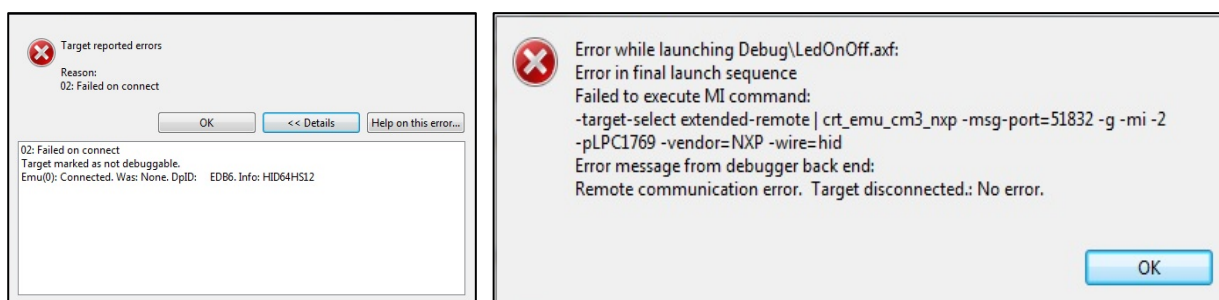 Target reported errors
Reason:
02: Failed on connect
OK
<< Details
Help on this error...
02: Failed on connect
Target marked as not debuggable.
Emu(0): Connected. Was: None. DpID: EDB6. Info: HID64HS12
Error while launching Debug\LedOnOff.axf:
Error in final launch sequence
Failed to execute MI command:
-target-select extended-remote | crt_emu_cm3_nxp -msg-port=51832 -g -mi -2
-pLPC1769 -vendor=NXP -wire=hid
Error message from debugger back end:
Remote communication error. Target disconnected.: No error.
OK